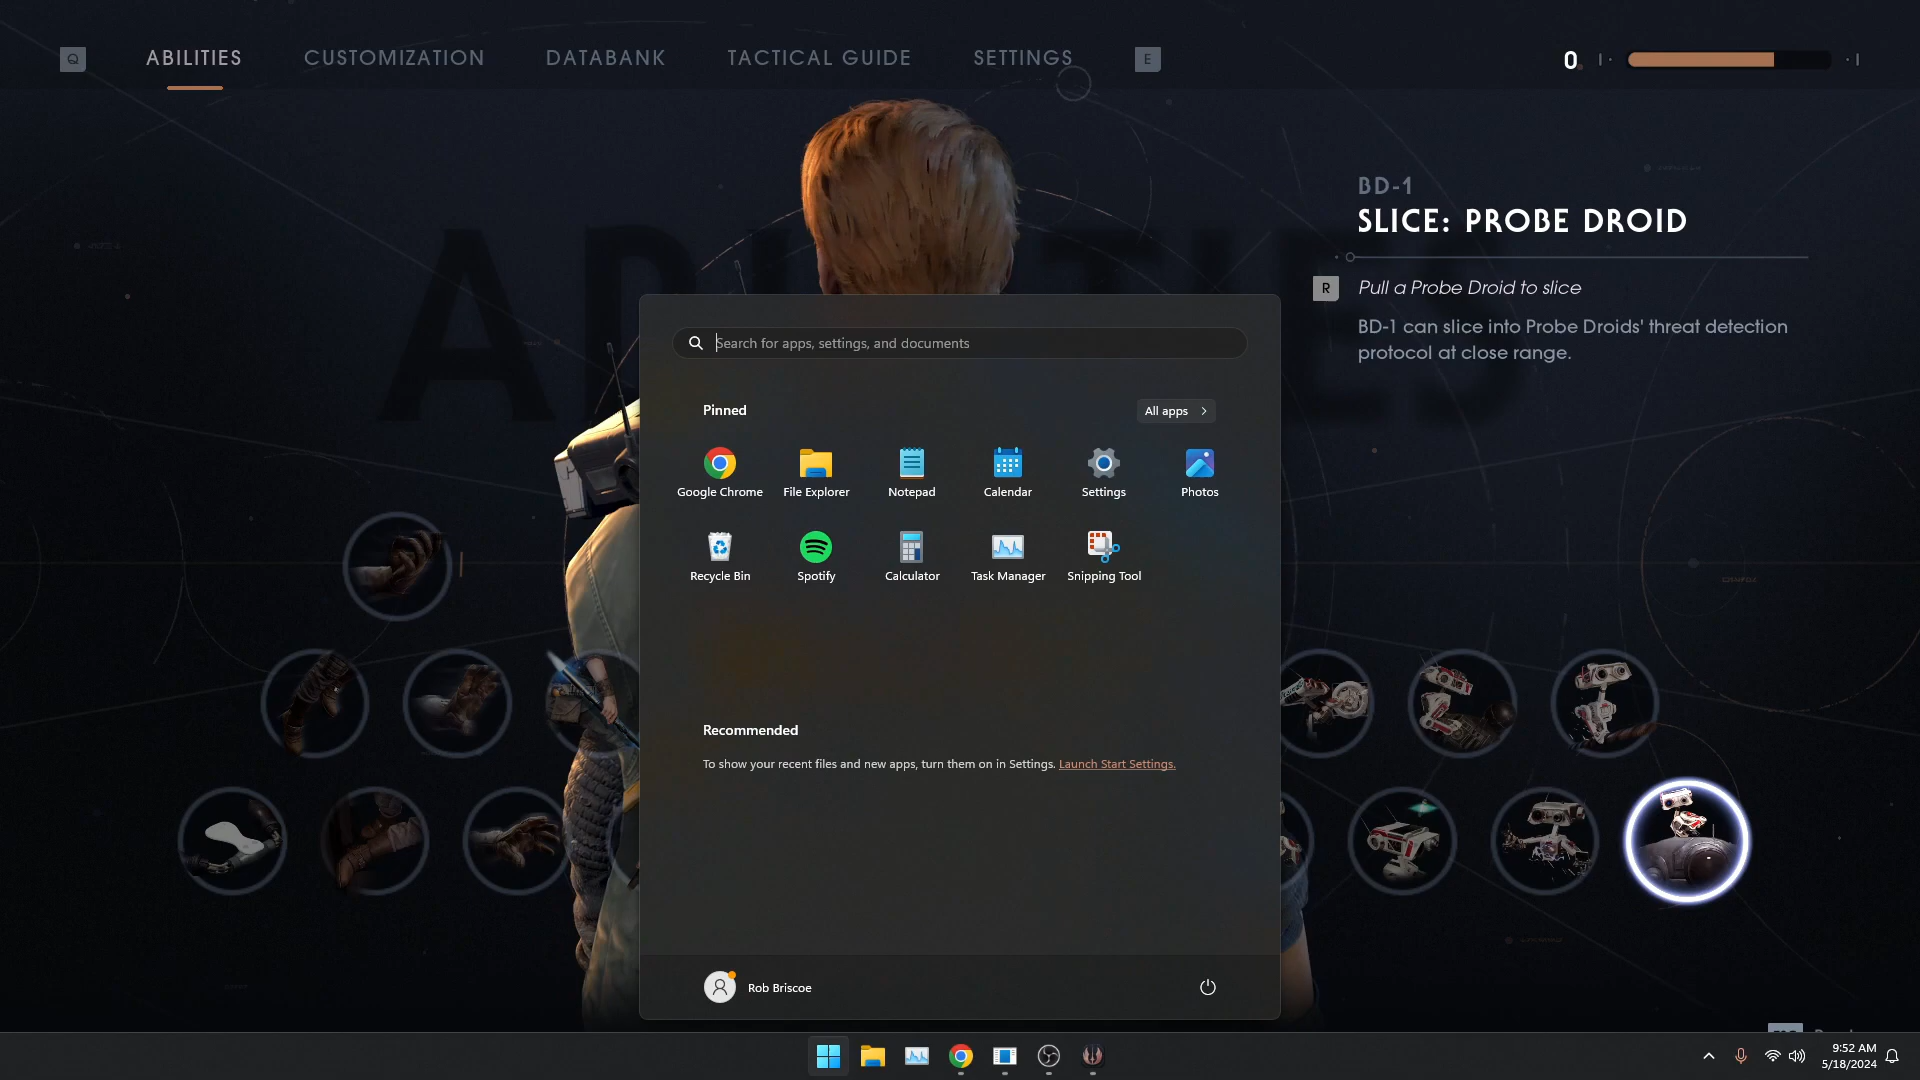 Q
ABILITIES
CUSTOMIZATION
DATABANK
TACTICAL GUIDE
SETTINGS
E
0
BD-1
SLICE: PROBE DROID
R
Pull a Probe Droid to slice
BD-1 can slice into Probe Droids' threat detection
protocol at close range.
Search for apps, settings, and documents
Pinned
All apps
Google Chrome
File Explorer
Notepad
Calendar
Settings
Photos
Recycle Bin
Spotify
Calculator
Task Manager
Snipping Tool
Recommended
To show your recent files and new apps, turn them on in Settings. Launch Start Settings.
Rob Briscoe
9:52 AM
5/18/2024